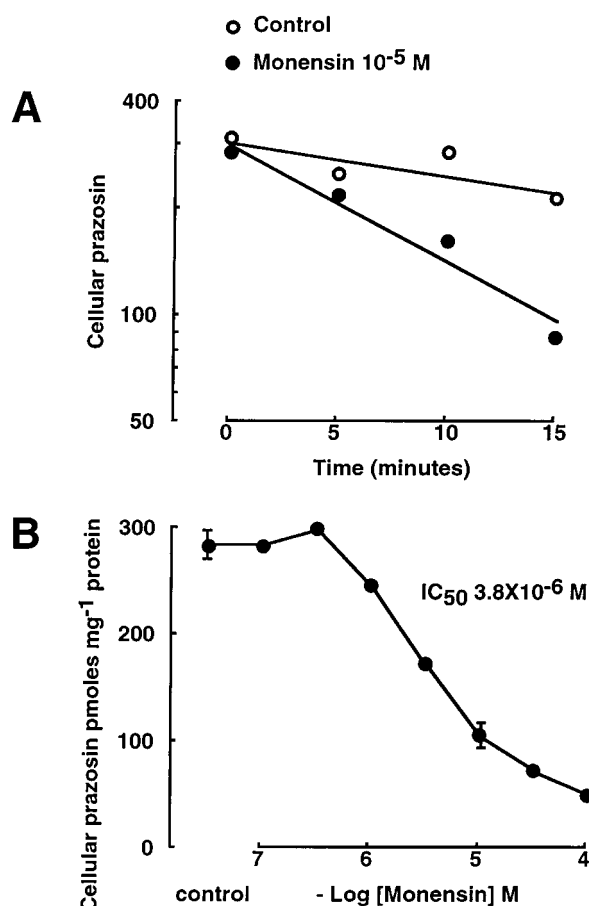 Control
Monensin 10-5 M
A
400
100
50
Cellular prazosin
0 5 10 15
Time (minutes)
B
300
200
100
0
Cellular prazosin pmoles mg-1 protein
IC50 3.8X10-6 M
7 6 5 4
control - Log [Monensin] M